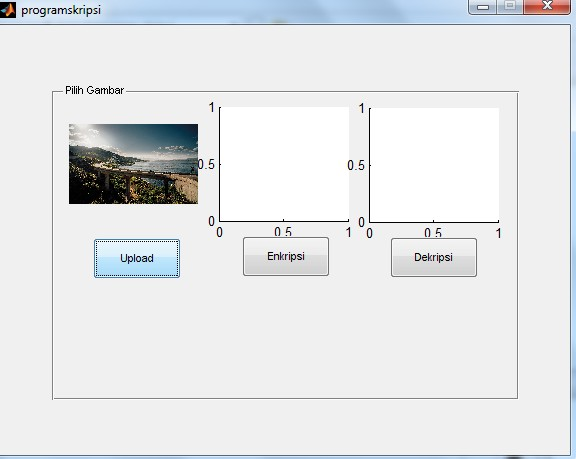 programskripsi
Pilih Gambar
1
0.5
0
0 0.5 1
1
0.5
0
0 0.5 1
Upload
Enkripsi
Dekripsi